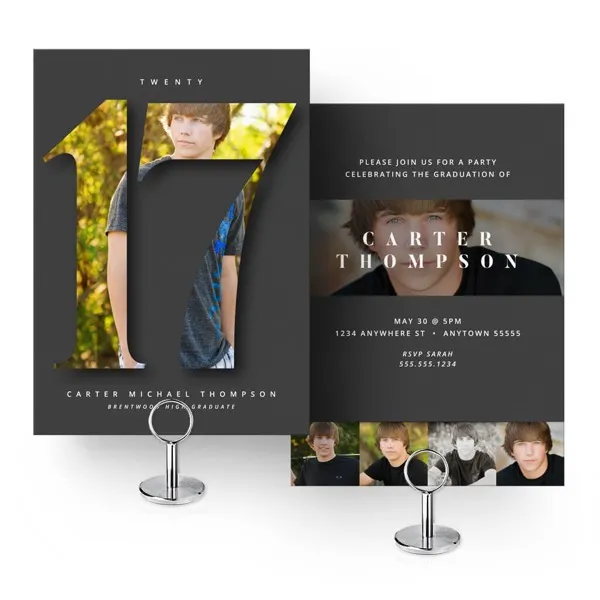 TWENTY
17
CARTER MICHAEL THOMPSON
BRENTWOOD HIGH GRADUATE
PLEASE JOIN US FOR A PARTY
CELEBRATING THE GRADUATION OF
CARTER
THOMPSON
MAY 30 @ 5PM
1234 ANYWHERE ST • ANYTOWN 55555
RSVP SARAH
555.555.1234